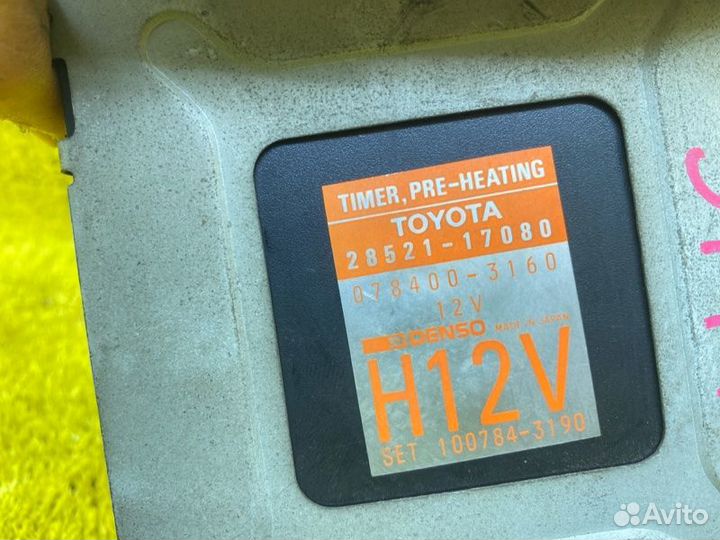 TIMER, PRE-HEATING
TOYOTA
28521-17080
078400-3160
12V
DENSO MADE IN JAPAN
H12V
SET 100784-3190
Avito